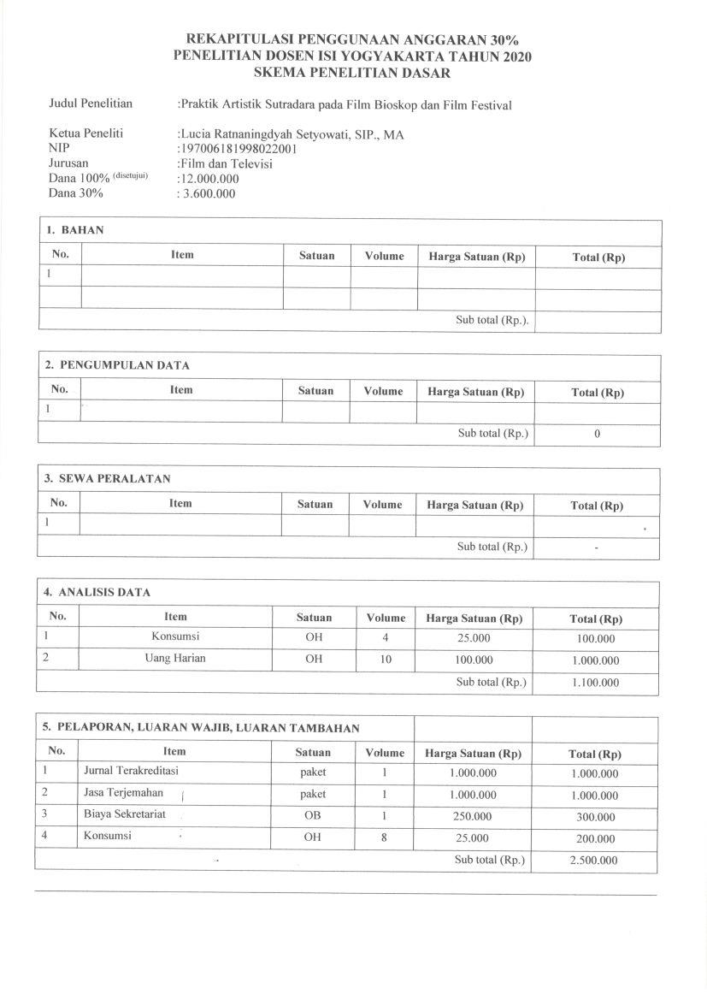 REKAPITULASI PENGGUNAAN ANGGARAN 30%
PENELITIAN DOSEN ISI YOGYAKARTA TAHUN 2020
SKEMA PENELITIAN DASAR
Judul Penelitian :Praktik Artistik Sutradara pada Film Bioskop dan Film Festival
Ketua Peneliti :Lucia Ratnaningdyah Setyowati, SIP., MA
NIP :197006181998022001
Jurusan :Film dan Televisi
Dana 100% (disetujui) :12.000.000
Dana 30% : 3.600.000
1. BAHAN
No. Item Satuan Volume Harga Satuan (Rp) Total (Rp)
1
Sub total (Rp.).
2. PENGUMPULAN DATA
No. Item Satuan Volume Harga Satuan (Rp) Total (Rp)
1
Sub total (Rp.) 0
3. SEWA PERALATAN
No. Item Satuan Volume Harga Satuan (Rp) Total (Rp)
1
Sub total (Rp.) -
4. ANALISIS DATA
No. Item Satuan Volume Harga Satuan (Rp) Total (Rp)
1 Konsumsi OH 4 25.000 100.000
2 Uang Harian OH 10 100.000 1.000.000
Sub total (Rp.) 1.100.000
5. PELAPORAN, LUARAN WAJIB, LUARAN TAMBAHAN
No. Item Satuan Volume Harga Satuan (Rp) Total (Rp)
1 Jurnal Terakreditasi paket 1 1.000.000 1.000.000
2 Jasa Terjemahan paket 1 1.000.000 1.000.000
3 Biaya Sekretariat OB 1 250.000 300.000
4 Konsumsi OH 8 25.000 200.000
Sub total (Rp.) 2.500.000